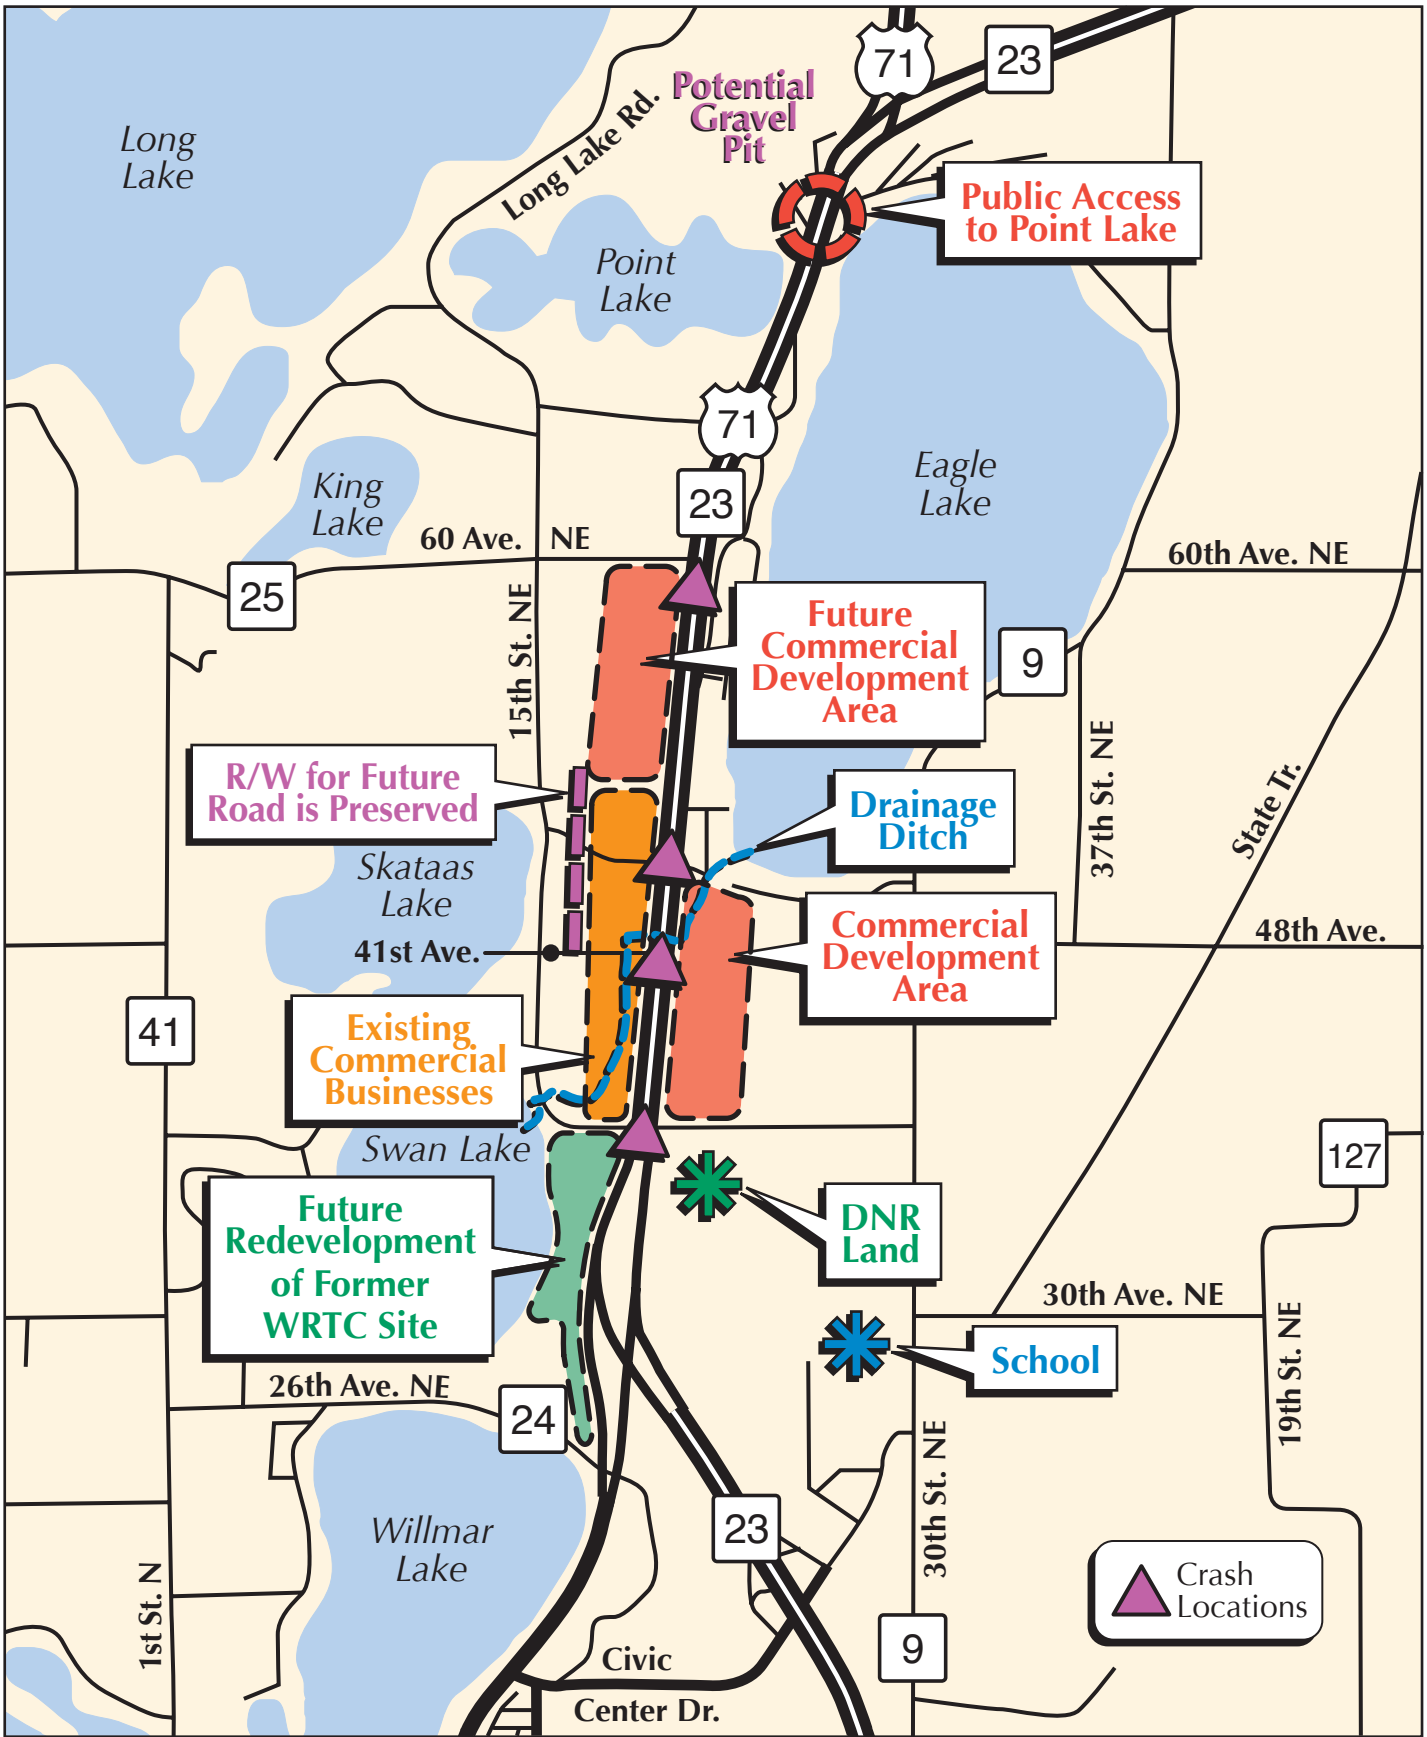 71
23
Potential
Gravel
Pit
Long Lake Rd.
Long
Lake
Public Access
to Point Lake
Point
Lake
71
Eagle
Lake
King
Lake
23
60 Ave. NE
60th Ave. NE
25
15th St. NE
Future
Commercial
Development
Area
9
R/W for Future
Road is Preserved
Drainage
Ditch
37th St. NE
State Tr.
Skataas
Lake
41st Ave.
Commercial
Development
Area
48th Ave.
41
Existing
Commercial
Businesses
Swan Lake
127
Future
Redevelopment
of Former
WRTC Site
DNR
Land
30th Ave. NE
School
19th St. NE
26th Ave. NE
24
30th St. NE
23
Willmar
Lake
1st St. N
Crash
Locations
9
Civic
Center Dr.